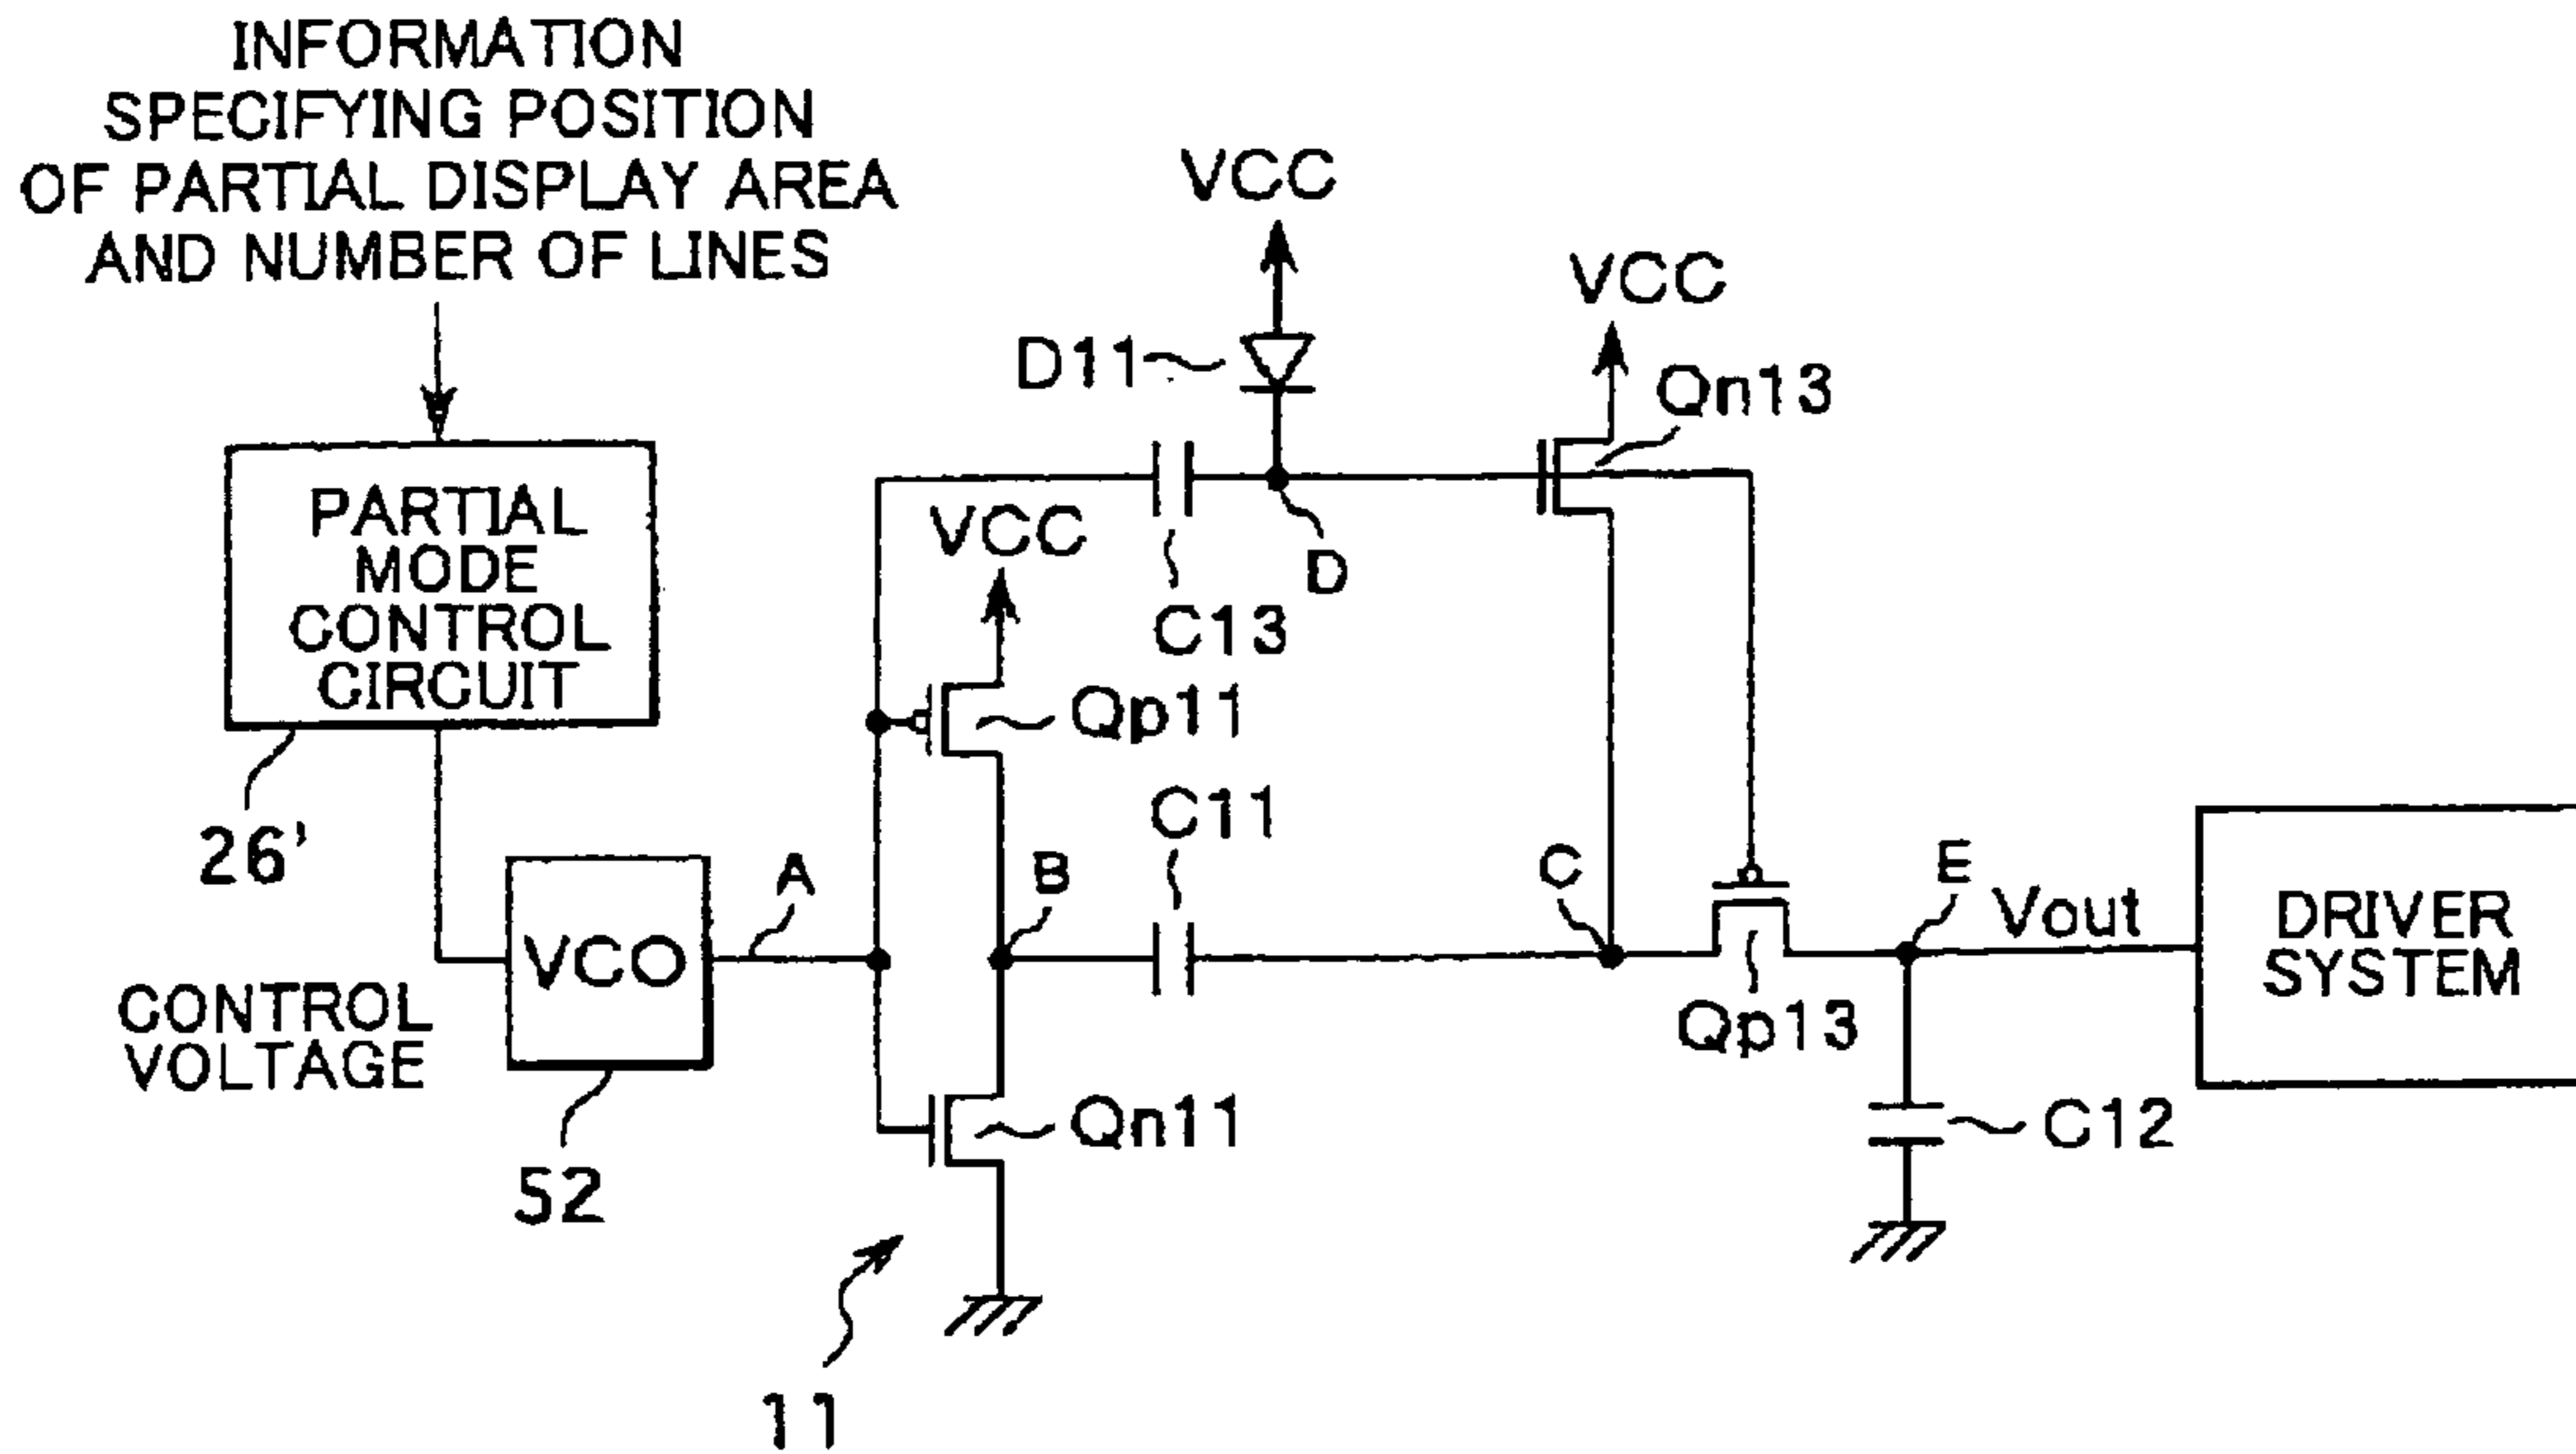 INFORMATION
SPECIFYING POSITION
OF PARTIAL DISPLAY AREA
AND NUMBER OF LINES
VCC
VCC
D11
Qn13
PARTIAL
MODE
CONTROL
CIRCUIT
VCC
D
C13
Qp11
26'
C11
A
B
C
E
Vout
VCO
DRIVER
SYSTEM
CONTROL
VOLTAGE
Qp13
Qn11
C12
52
11